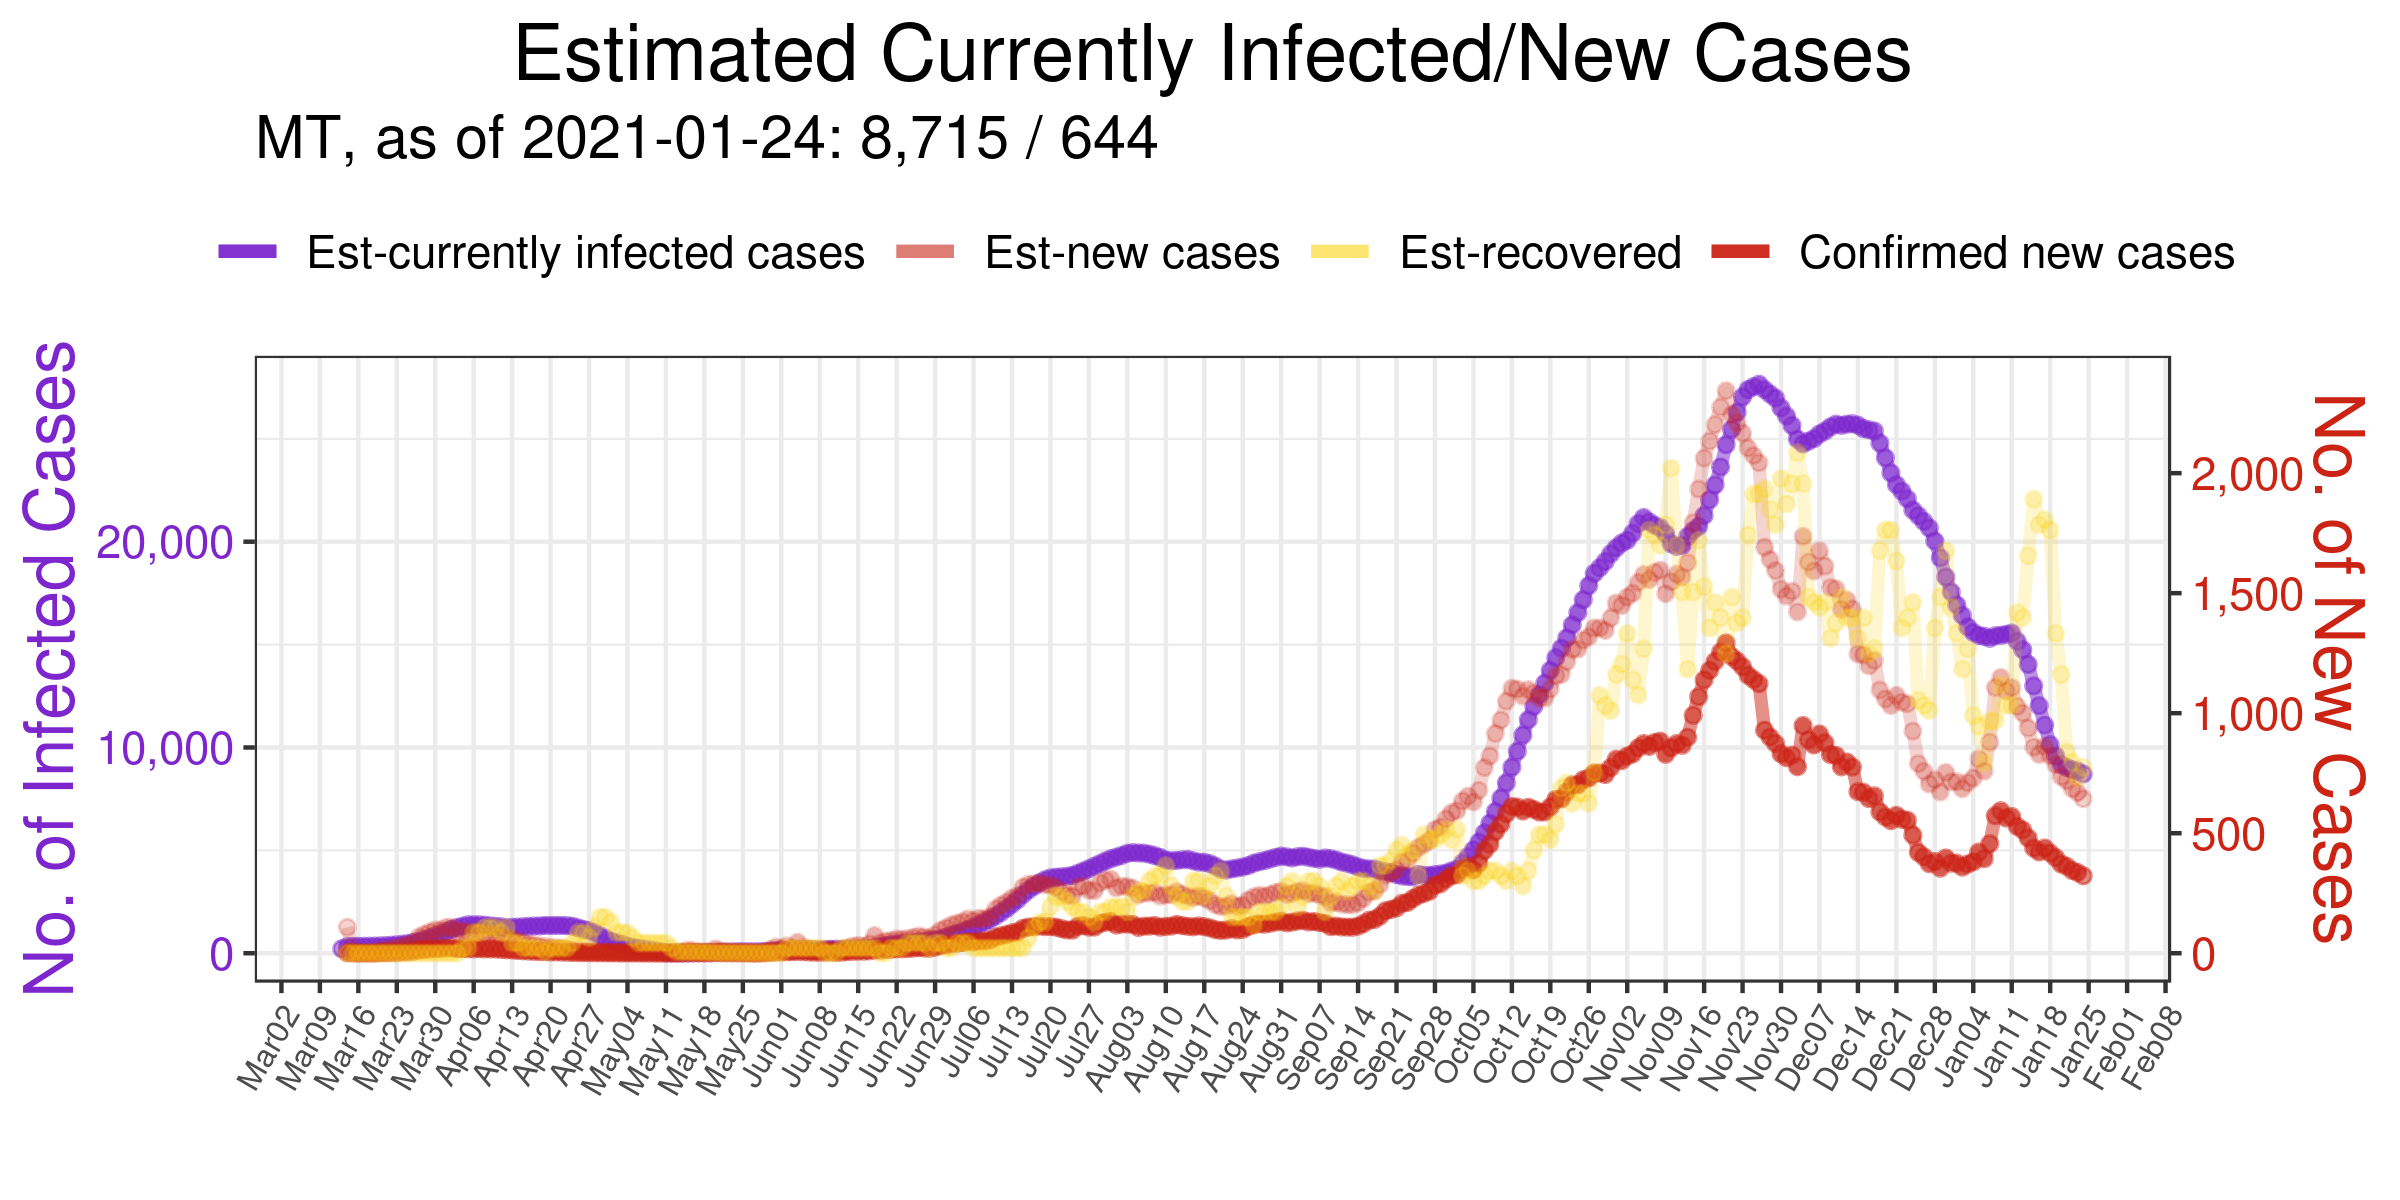 Estimated Currently Infected/New Cases
MT, as of 2021-01-24: 8,715 / 644
Est-currently infected cases Est-new cases Est-recovered Confirmed new cases
No. of Infected Cases
20,000
10,000
0
No. of New Cases
2,000
1,500
1,000
500
0
Mar02 Mar09 Mar16 Mar23 Mar30 Apr06 Apr13 Apr20 Apr27 May04 May11 May18 May25 Jun01 Jun08 Jun15 Jun22 Jun29 Jul06 Jul13 Jul20 Jul27 Aug03 Aug10 Aug17 Aug24 Aug31 Sep07 Sep14 Sep21 Sep28 Oct05 Oct12 Oct19 Oct26 Nov02 Nov09 Nov16 Nov23 Nov30 Dec07 Dec14 Dec21 Dec28 Jan04 Jan11 Jan18 Jan25 Feb01 Feb08